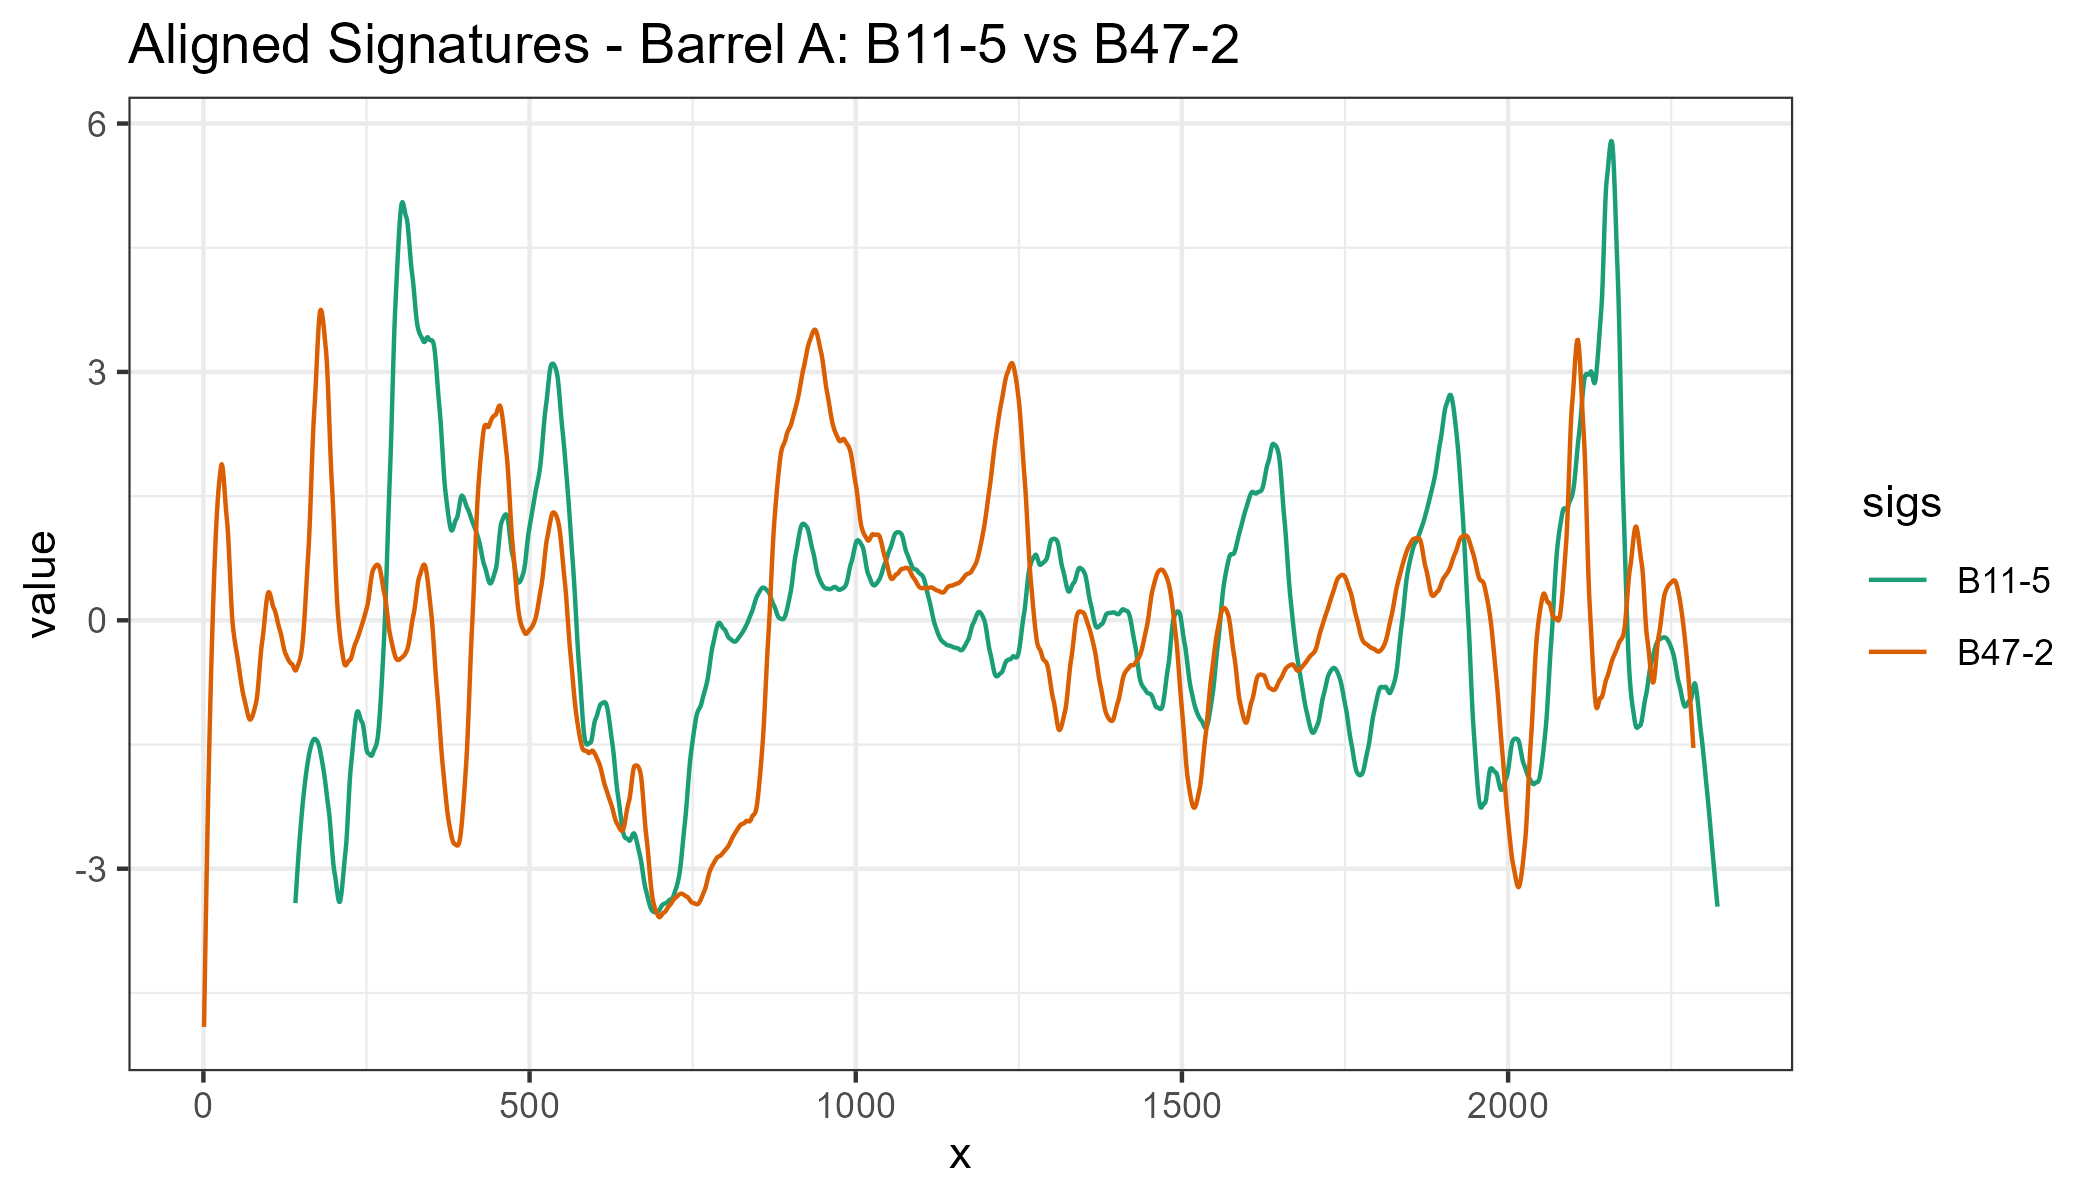 Aligned Signatures - Barrel A: B11-5 vs B47-2
6
3
0
-3
value
0 500 1000 1500 2000
x
sigs
B11-5
B47-2